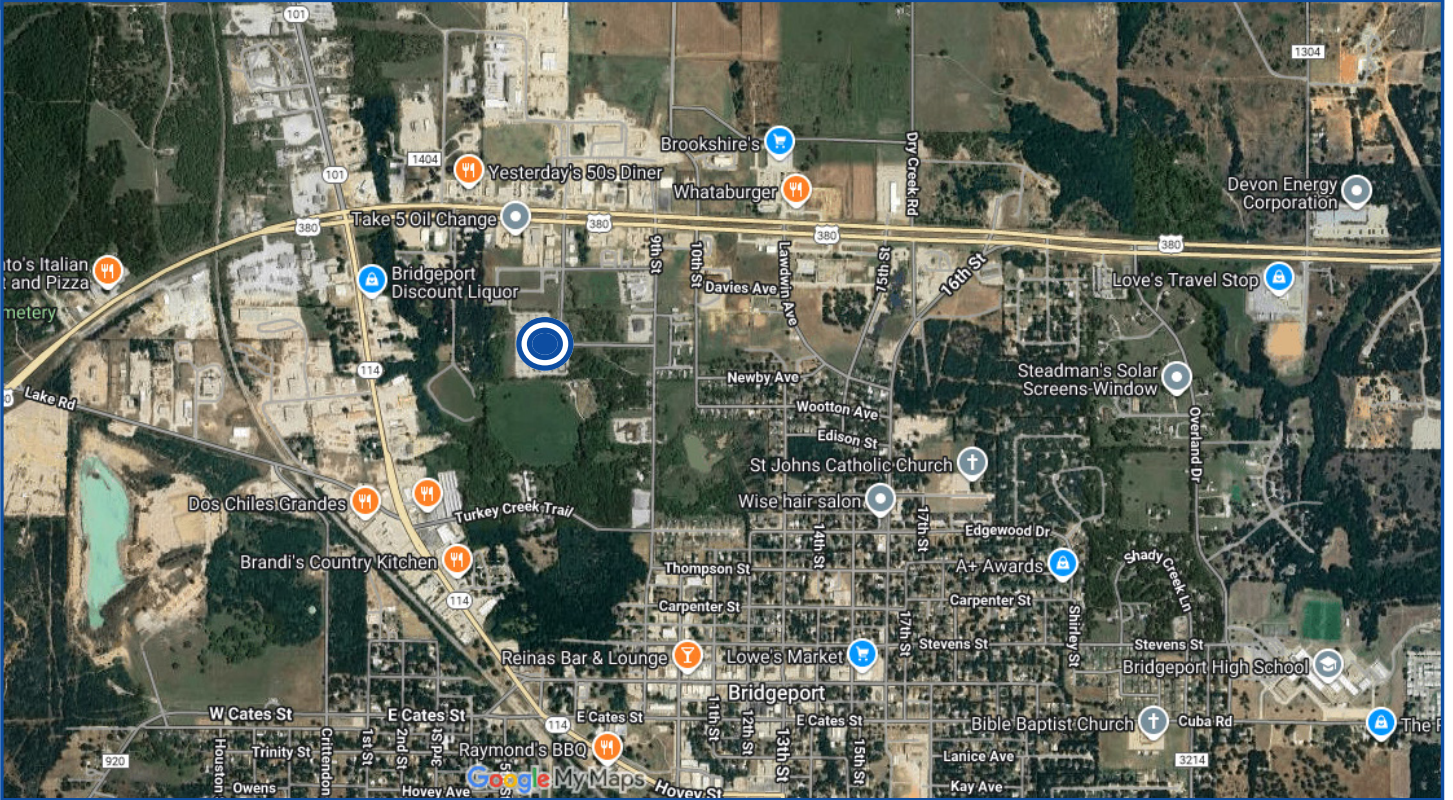 101
1304
Brookshire's
Dry Creek Rd
1404
Yesterday's 50s Diner
101
Whataburger
Devon Energy
Corporation
Take 5 Oil Change
380
380
380
380
9th St
10th St
Lawdwin Ave
75th St
16th St
to's Italian
t and Pizza
Bridgeport
Discount Liquor
Davies Ave
Love's Travel Stop
metery
114
Newby Ave
Steadman's Solar
Screens-Window
Lake Rd
Wootton Ave
Overland Dr
Edison St
St Johns Catholic Church
Dos Chiles Grandes
Wise hair salon
Turkey Creek Trail
14th St
17th St
Edgewood Dr
Brandi's Country Kitchen
Thompson St
A+ Awards
Shady Creek Ln
114
Carpenter St
Carpenter St
17th St
Shirley St
Stevens St
Stevens St
Reinas Bar & Lounge
Lowe's Market
Bridgeport High School
Bridgeport
W Cates St
E Cates St
114
E Cates St
11th St
12th St
13th St
E Cates St
15th St
Bible Baptist Church
Cuba Rd
The
Houston
Trinity St
Crittendon
1st St
2nd St
Raymond's BBQ
Lanice Ave
920
3214
Google My Maps
Owens
Hovey Ave
Hovey St
Kay Ave